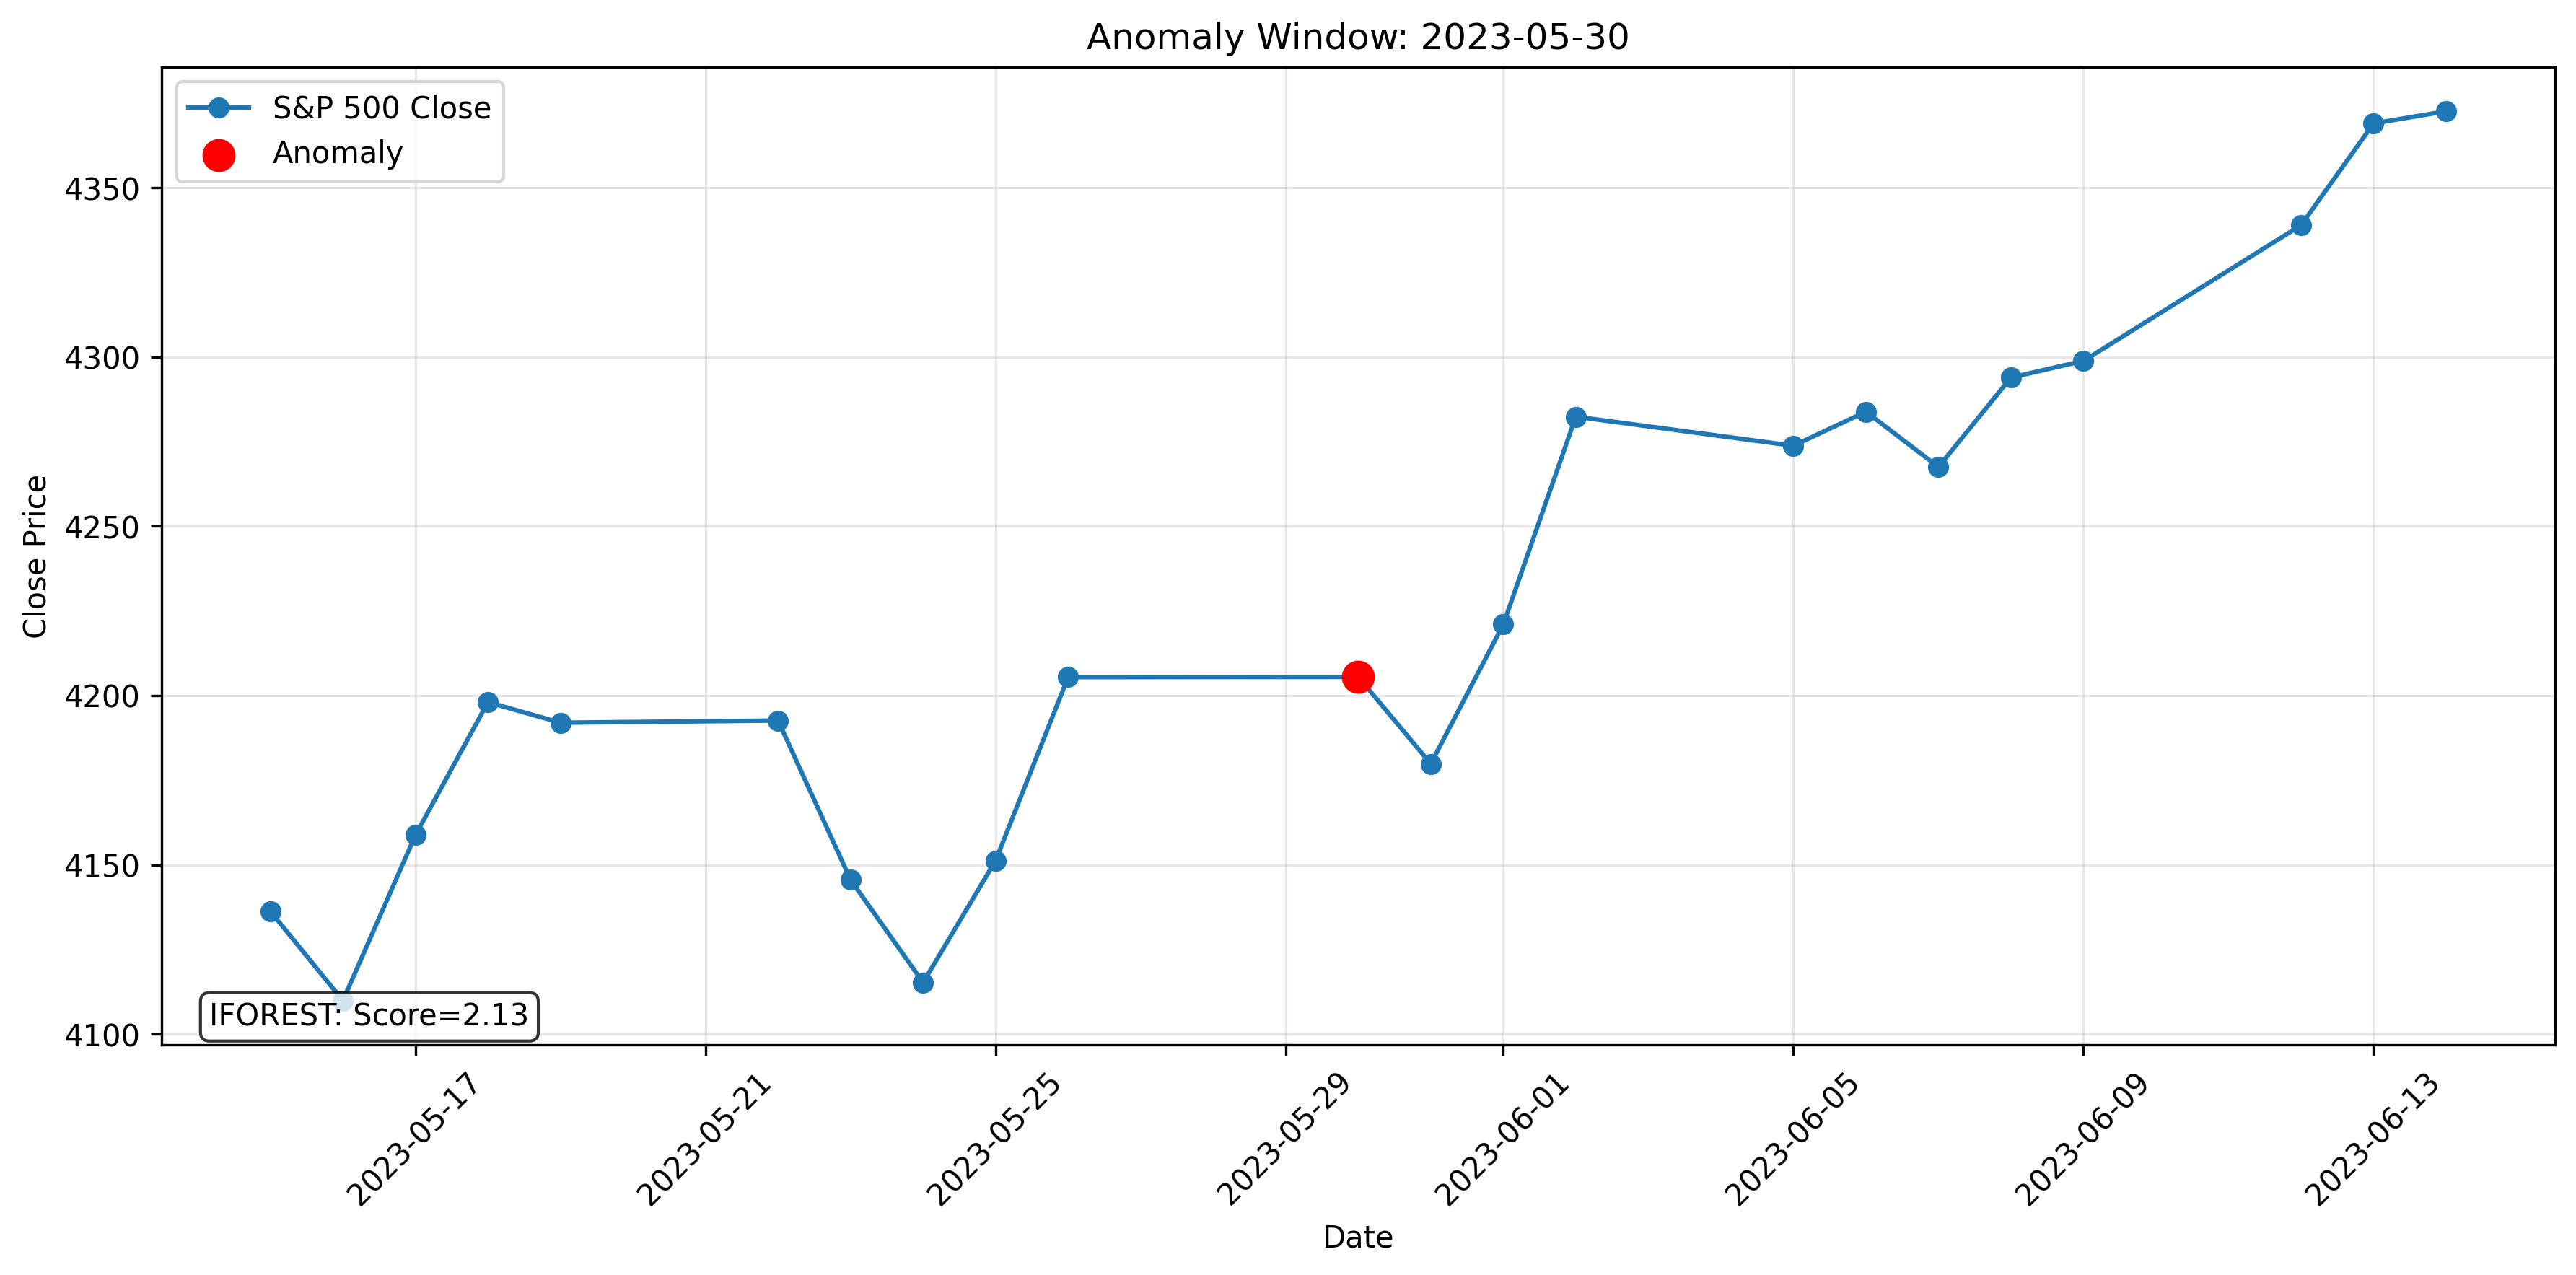 Anomaly Window: 2023-05-30
S&P 500 Close
Anomaly
4350
4300
4250
4200
4150
4100
Close Price
IFOREST: Score=2.13
2023-05-17
2023-05-21
2023-05-25
2023-05-29
2023-06-01
2023-06-05
2023-06-09
2023-06-13
Date